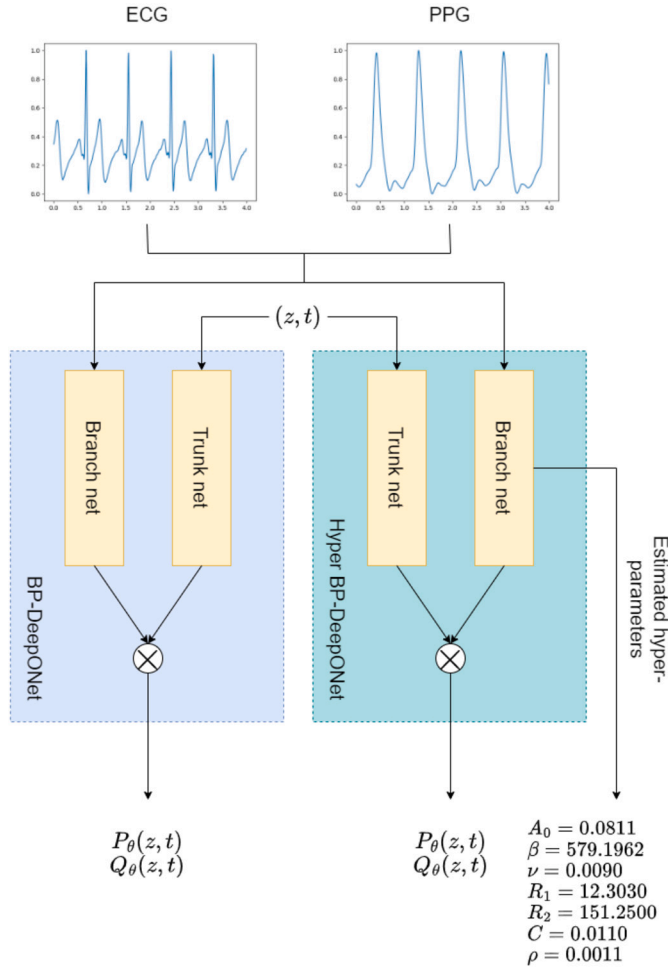 ECG
PPG
1.0
0.8
0.6
0.4
0.2
0.0
0.0 0.5 1.0 1.5 2.0 2.5 3.0 3.5 4.0
1.0
0.8
0.6
0.4
0.2
0.0
0.0 0.5 1.0 1.5 2.0 2.5 3.0 3.5 4.0
(z, t)
Branch net
Trunk net
BP-DeepONet
Trunk net
Branch net
Hyper BP-DeepONet
Estimated hyper-
parameters
P_θ(z, t)
Q_θ(z, t)
P_θ(z, t)
Q_θ(z, t)
A₀ = 0.0811
β = 579.1962
ν = 0.0090
R₁ = 12.3030
R₂ = 151.2500
C = 0.0110
ρ = 0.0011